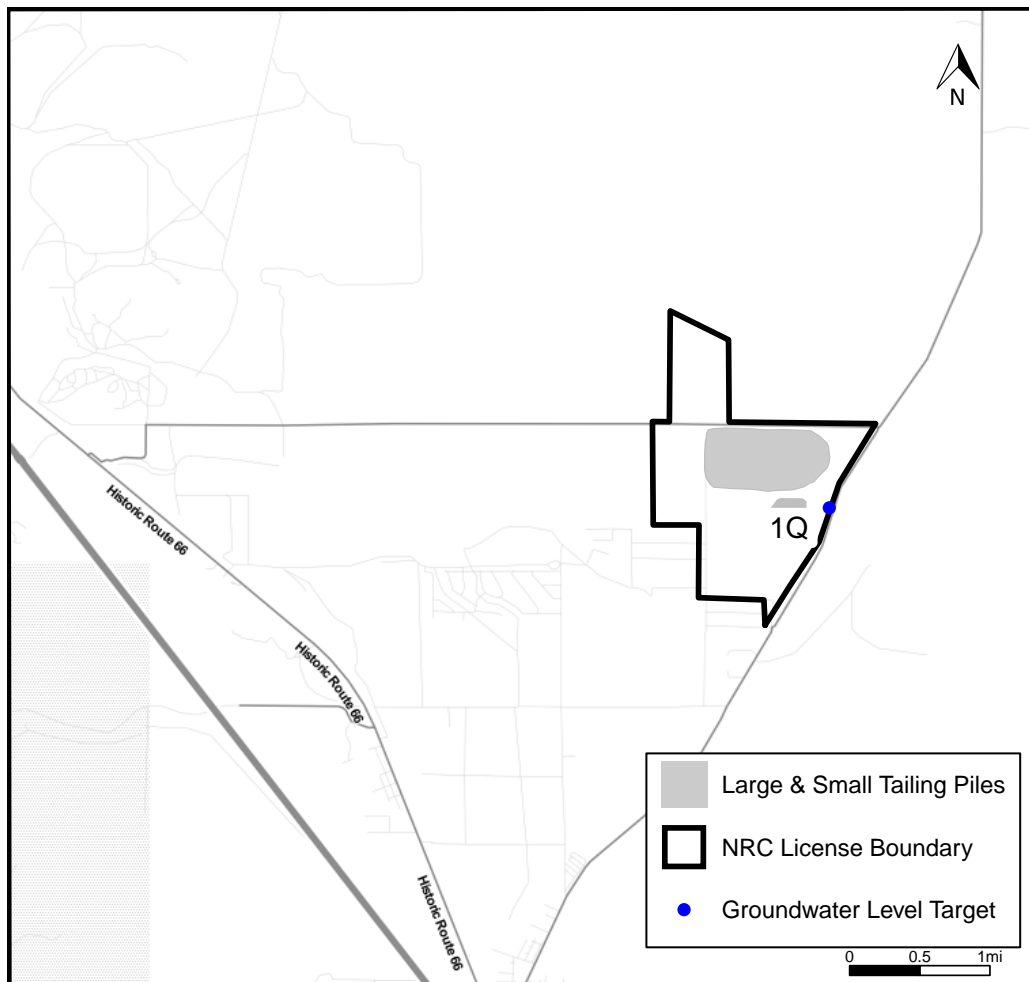 N
1Q
Historic Route 66
Historic Route 66
Historic Route 66
Large & Small Tailing Piles
NRC License Boundary
Groundwater Level Target
0 0.5 1mi